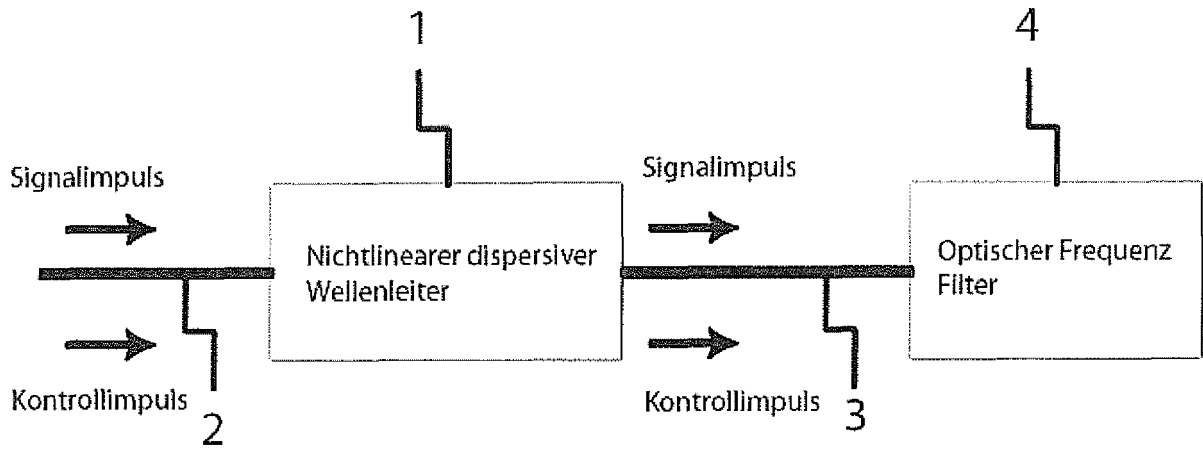 1
4
Signalimpuls
Signalimpuls
Nichtlinearer dispersiver
Wellenleiter
Optischer Frequenz
Filter
Kontrollimpuls
2
Kontrollimpuls
3